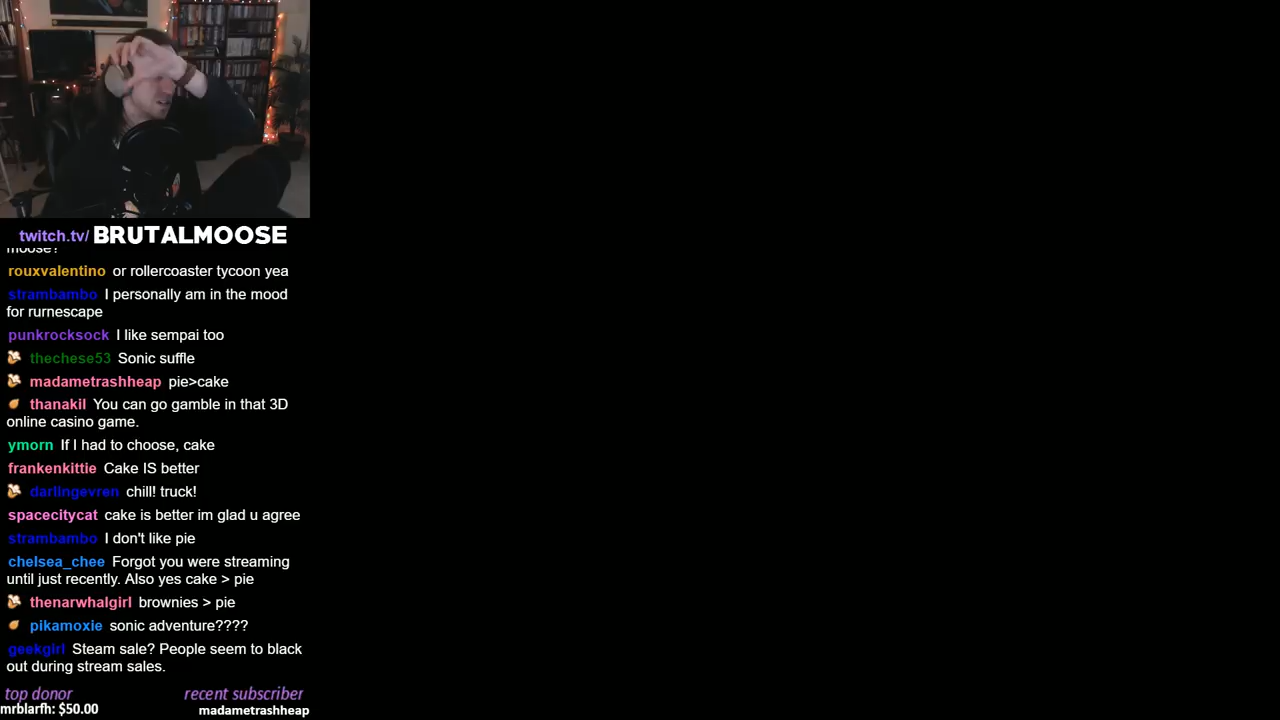 twitch.tv/BRUTALMOOSE
moose?
rouxvalentino or rollercoaster tycoon yea
strambambo I personally am in the mood
for rurnescape
punkrocksock I like sempai too
thechese53 Sonic suffle
madametrashheap pie>cake
thanakil You can go gamble in that 3D
online casino game.
ymorn If I had to choose, cake
frankenkittie Cake IS better
darlingevren chill! truck!
spacecitycat cake is better im glad u agree
strambambo I don't like pie
chelsea_chee Forgot you were streaming
until just recently. Also yes cake > pie
thenarwhalgirl brownies > pie
pikamoxie sonic adventure????
geekgirl Steam sale? People seem to black
out during stream sales.
top donor recent subscriber
mrblarfh: $50.00 madametrashheap